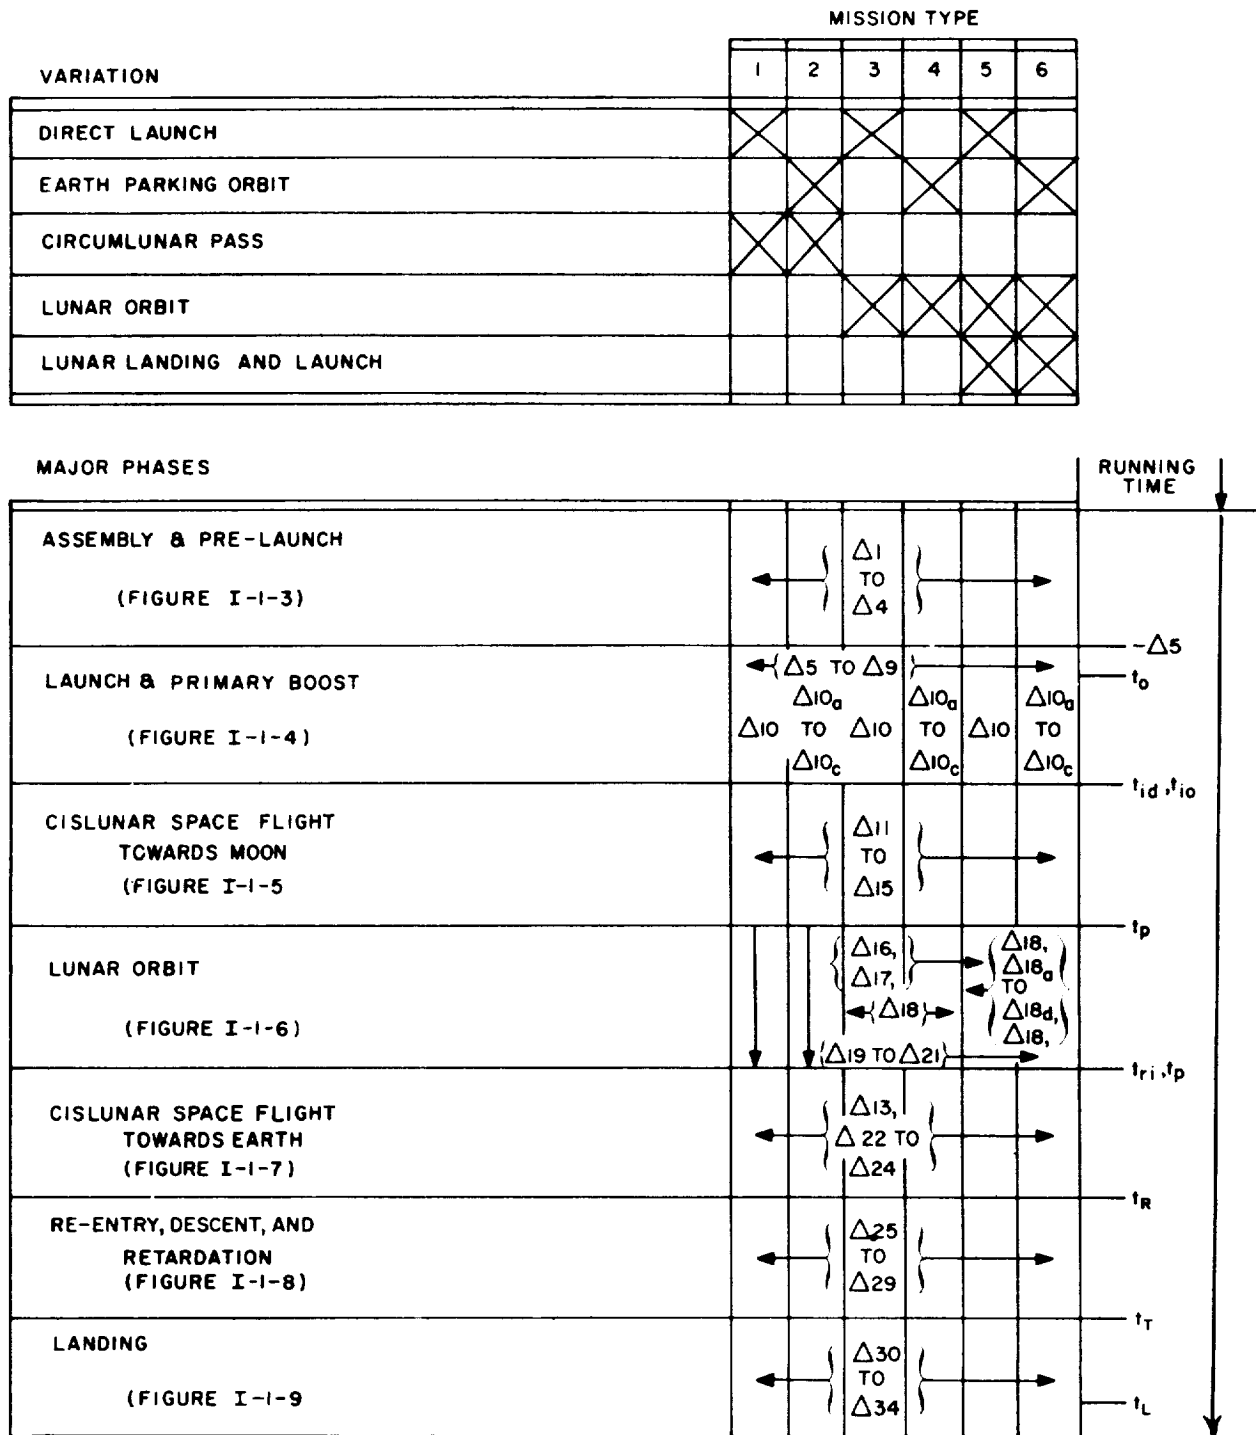 MISSION TYPE
VARIATION 1 2 3 4 5 6
DIRECT LAUNCH
EARTH PARKING ORBIT
CIRCUMLUNAR PASS
LUNAR ORBIT
LUNAR LANDING AND LAUNCH
MAJOR PHASES
RUNNING
TIME
ASSEMBLY & PRE-LAUNCH
(FIGURE I-1-3)
Δ1
TO
Δ4
-Δ5
LAUNCH & PRIMARY BOOST
(FIGURE I-1-4)
{Δ5 TO Δ9}
t₀
Δ10
Δ10a
TO
Δ10c
Δ10
Δ10a
TO
Δ10c
Δ10
Δ10a
TO
Δ10c
tid, tio
CISLUNAR SPACE FLIGHT
TOWARDS MOON
(FIGURE I-1-5
Δ11
TO
Δ15
tp
LUNAR ORBIT
(FIGURE I-1-6)
Δ16,
Δ17,
{Δ18}
Δ18,
Δ18a
TO
Δ18d,
Δ18,
{Δ19 TO Δ21}
tri, tp
CISLUNAR SPACE FLIGHT
TOWARDS EARTH
(FIGURE I-1-7)
Δ13,
Δ22 TO
Δ24
tR
RE-ENTRY, DESCENT, AND
RETARDATION
(FIGURE I-1-8)
Δ25
TO
Δ29
tT
LANDING
(FIGURE I-1-9
Δ30
TO
Δ34
tL